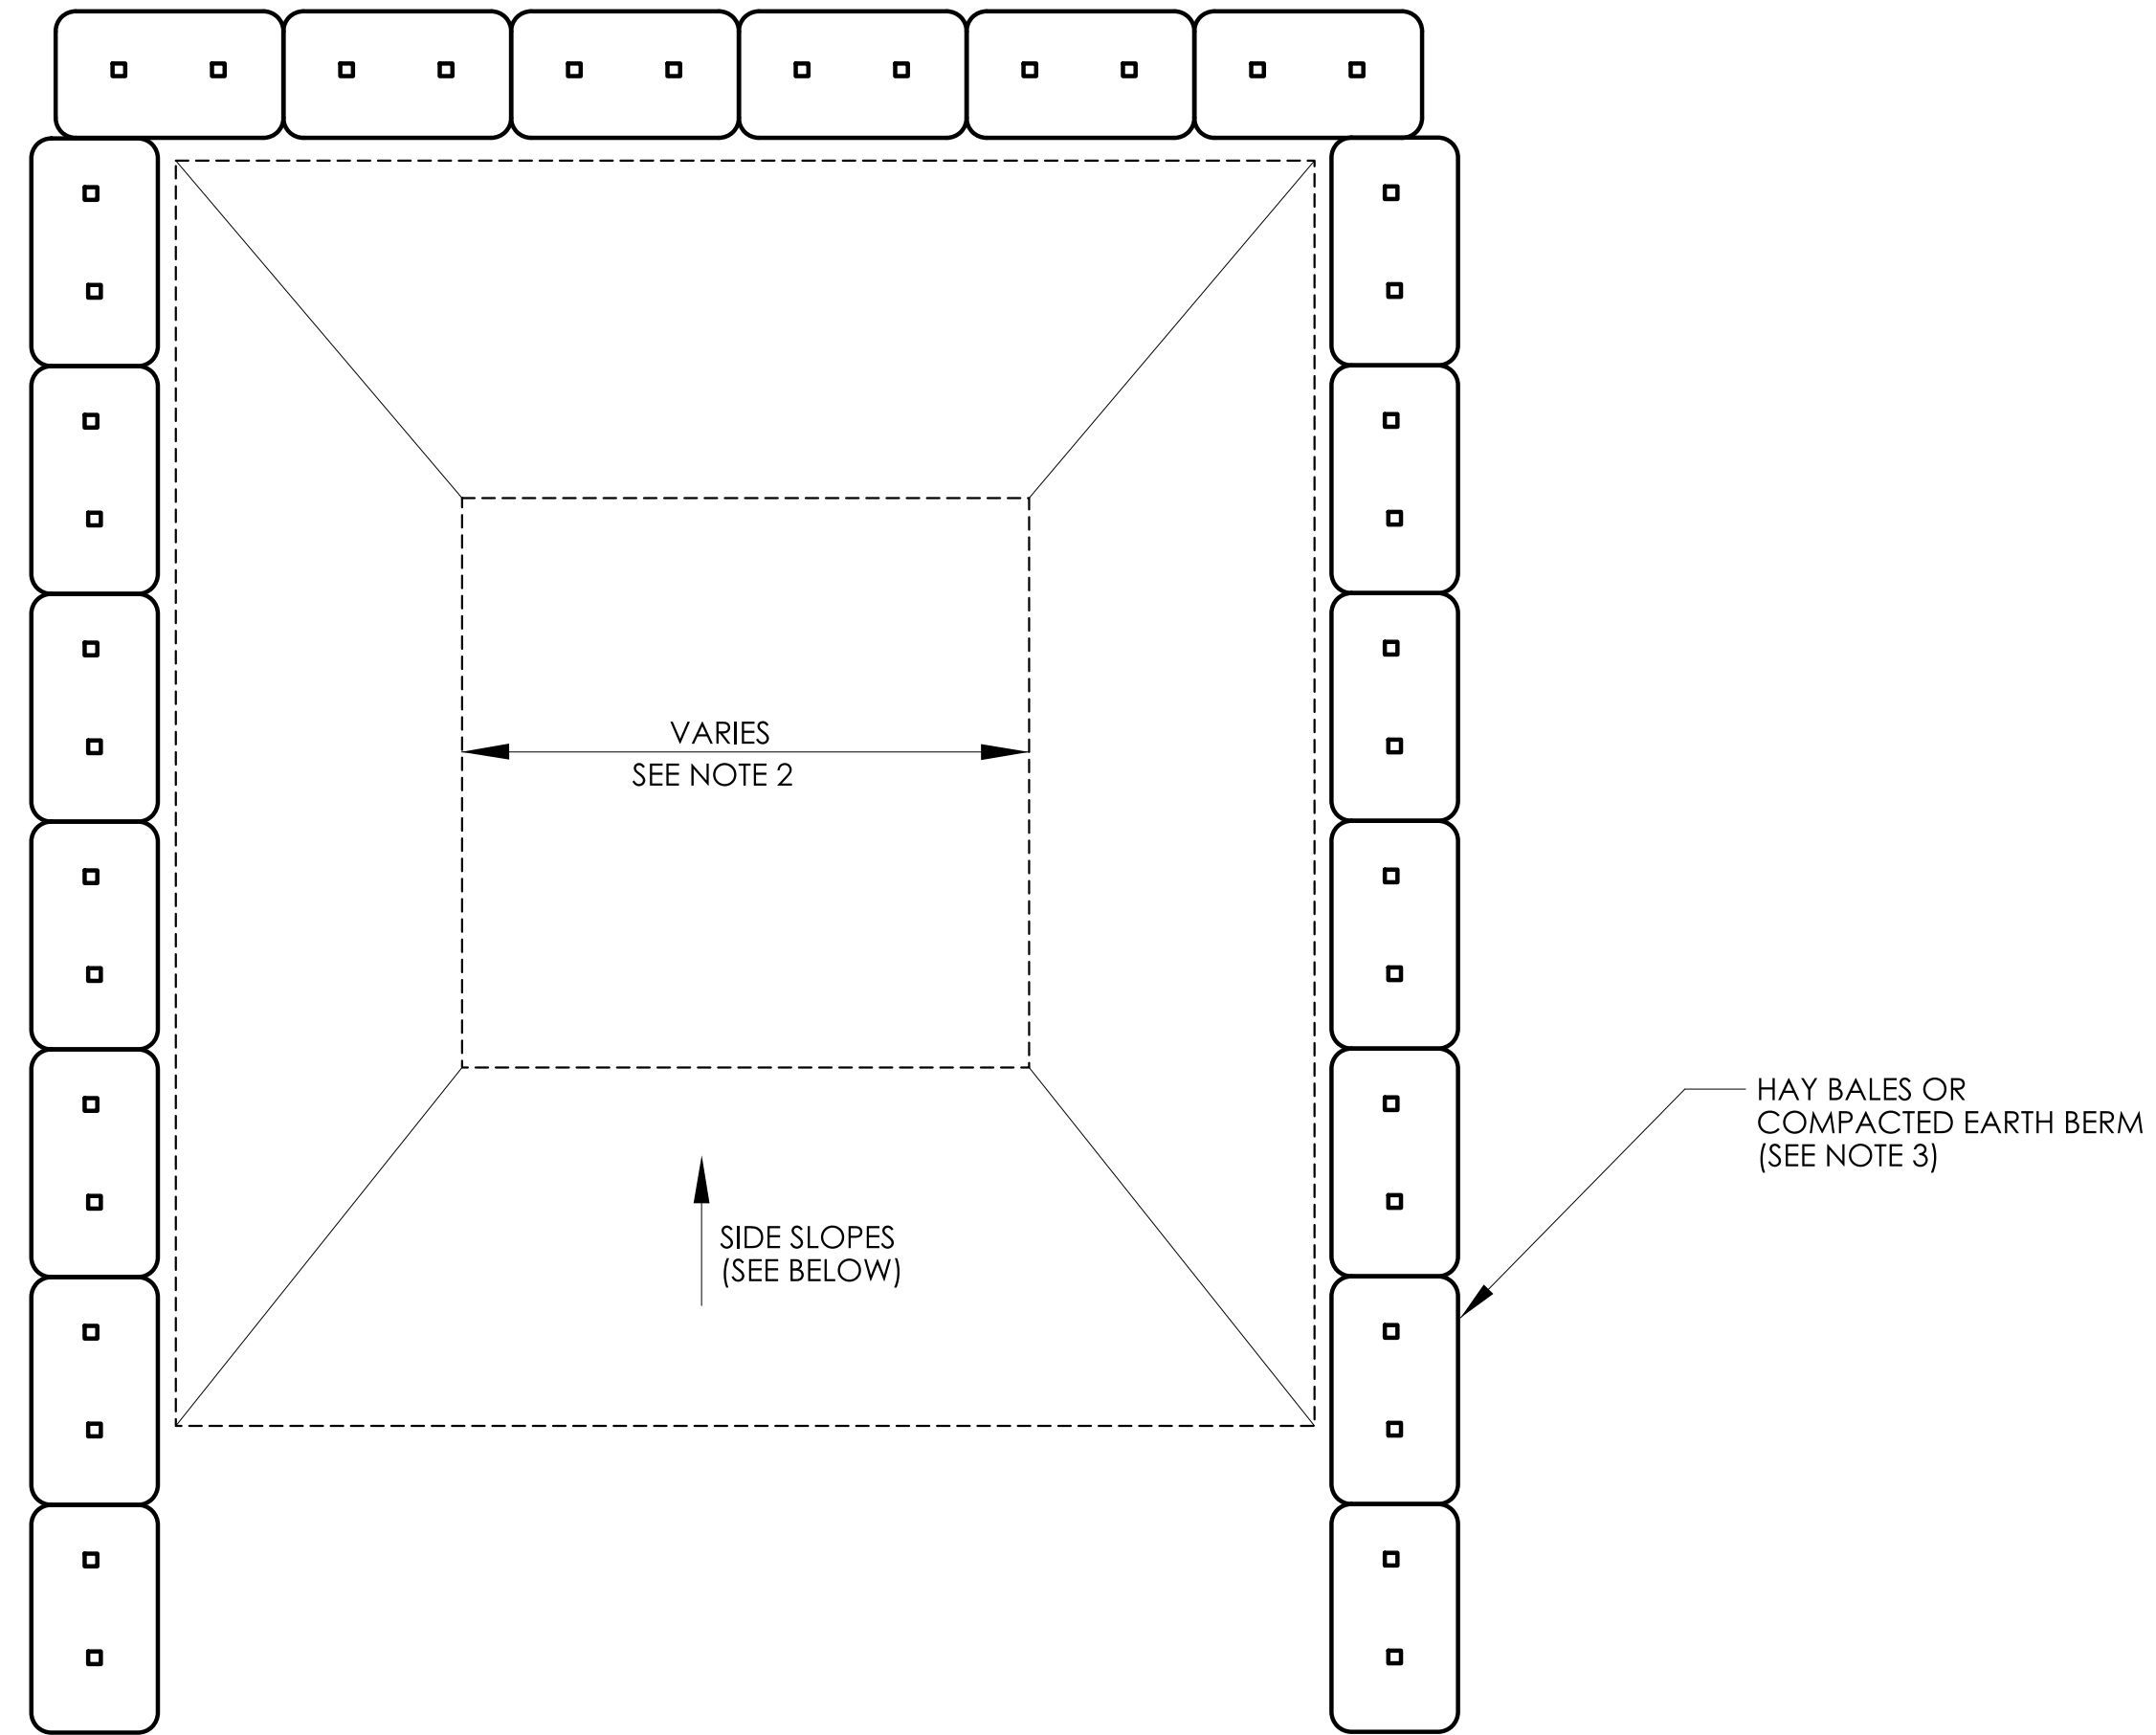 VARIES
SEE NOTE 2
HAY BALES OR
COMPACTED EARTH BERM
(SEE NOTE 3)
SIDE SLOPES
(SEE BELOW)